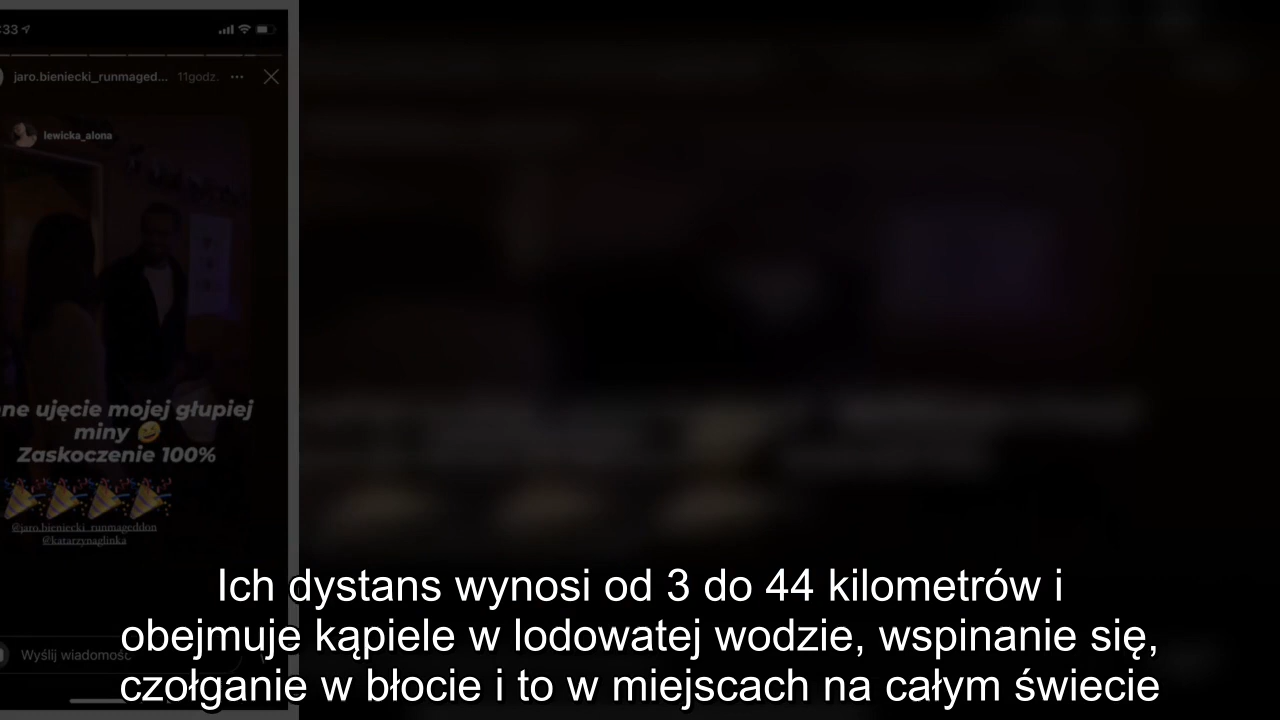 :33
jaro.bieniecki_runmaged... 11godz. ...
lewicka_alona
ne ujęcie mojej głupiej
miny
Zaskoczenie 100%
@jaro.bieniecki_runmageddon
@katarzynaglinka
Wyślij wiadomość
Ich dystans wynosi od 3 do 44 kilometrów i
obejmuje kąpiele w lodowatej wodzie, wspinanie się,
czołganie w błocie i to w miejscach na całym świecie